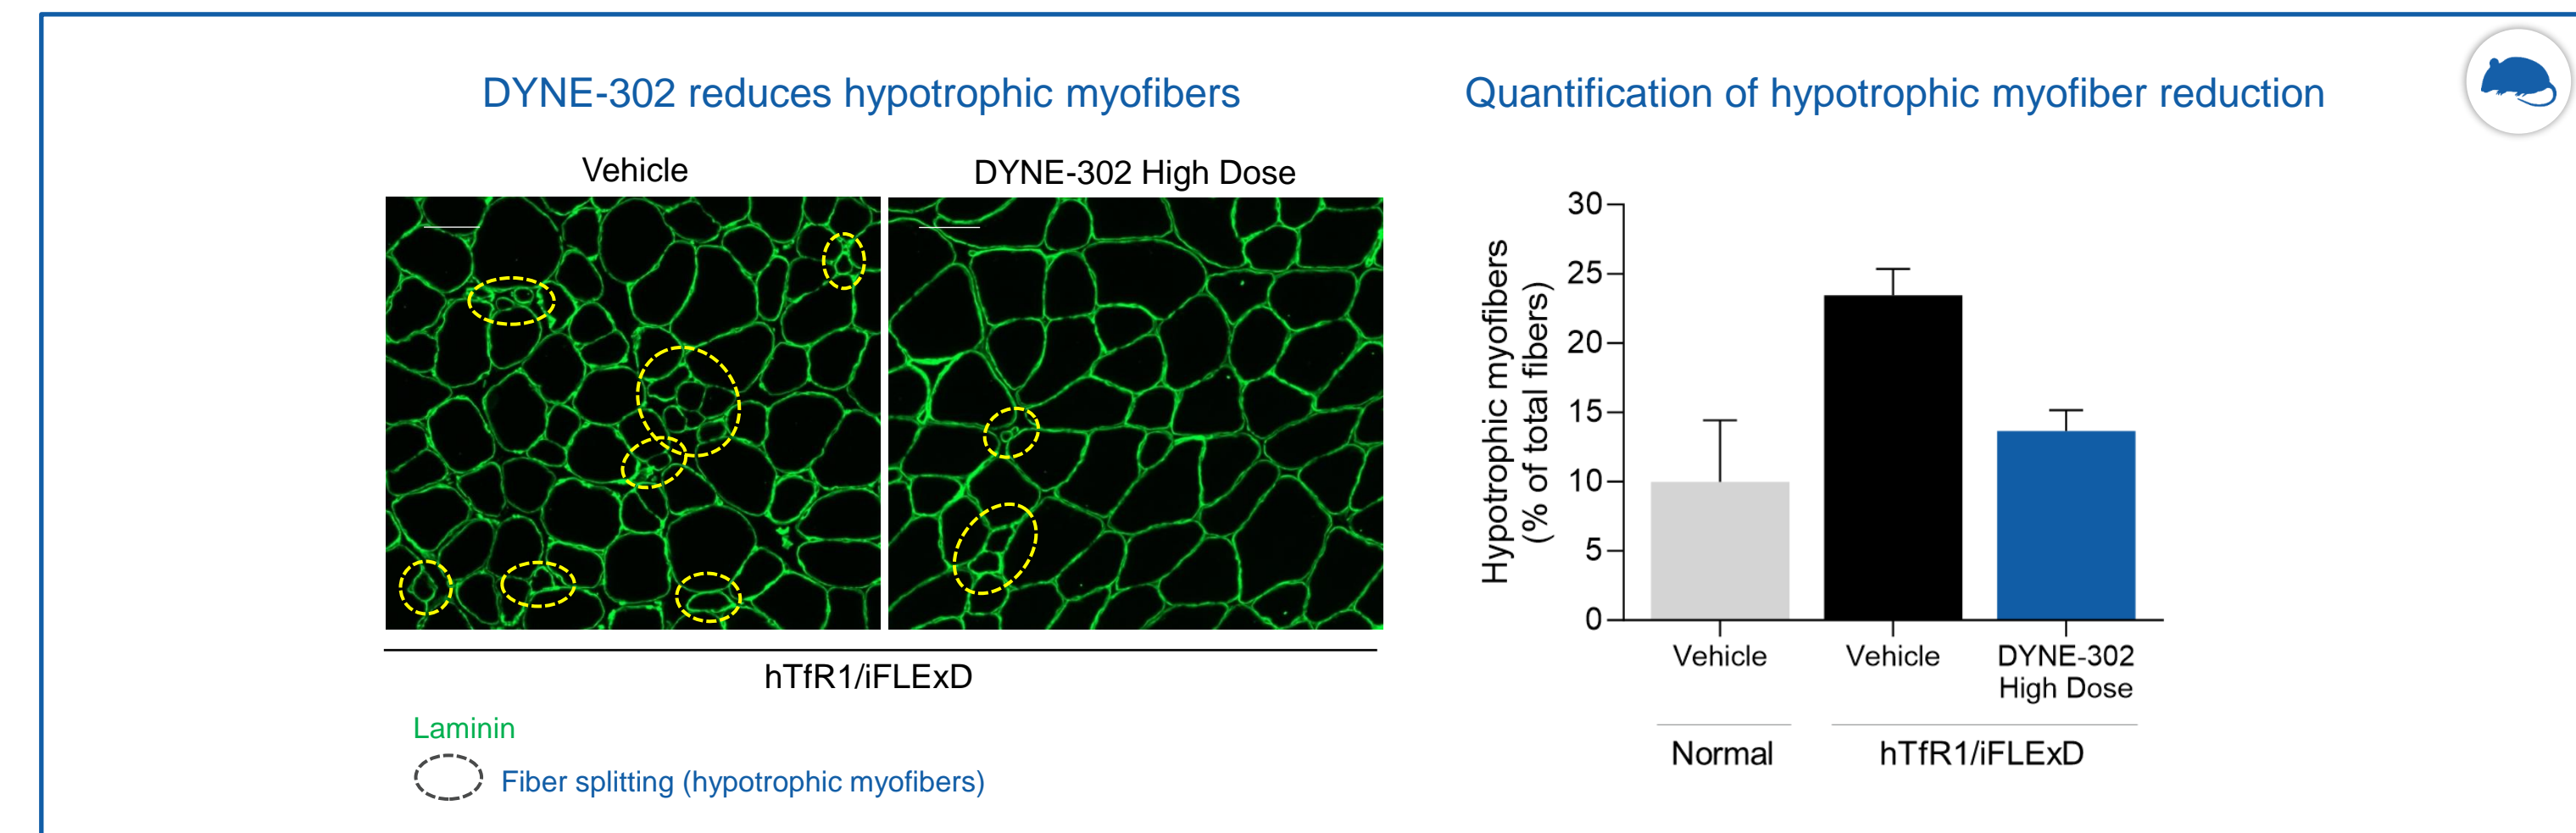 DYNE-302 reduces hypotrophic myofibers
Vehicle
DYNE-302 High Dose
hTfR1/iFLExD
Laminin
Fiber splitting (hypotrophic myofibers)
Quantification of hypotrophic myofiber reduction
Hypotrophic myofibers
(% of total fibers)
30
25
20
15
10
5
0
Vehicle
Vehicle
DYNE-302
High Dose
Normal
hTfR1/iFLExD